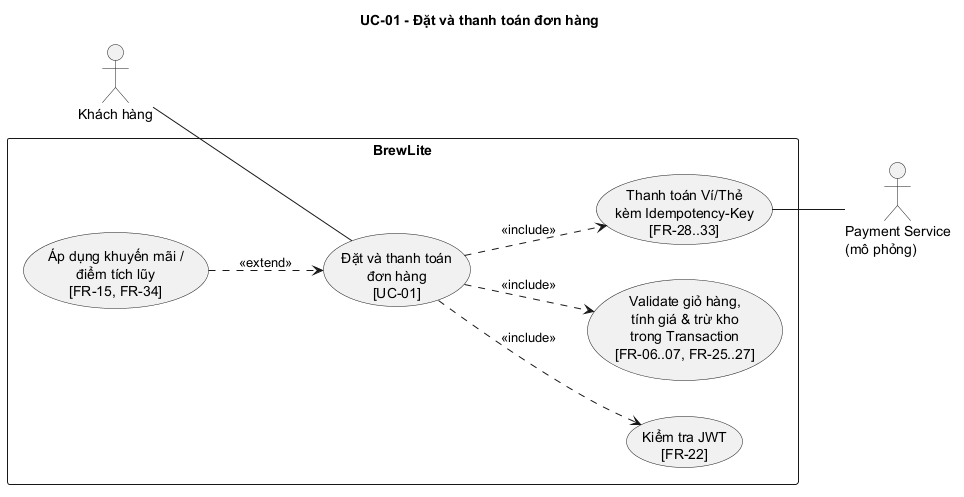 UC-01 - Đặt và thanh toán đơn hàng
Khách hàng
BrewLite
Thanh toán Ví/Thẻ
kèm Idempotency-Key
[FR-28..33]
Payment Service
(mô phỏng)
«include»
Áp dụng khuyến mãi /
điểm tích lũy
[FR-15, FR-34]
«extend»
Đặt và thanh toán
đơn hàng
[UC-01]
«include»
Validate giỏ hàng,
tính giá & trừ kho
trong Transaction
[FR-06..07, FR-25..27]
«include»
Kiểm tra JWT
[FR-22]